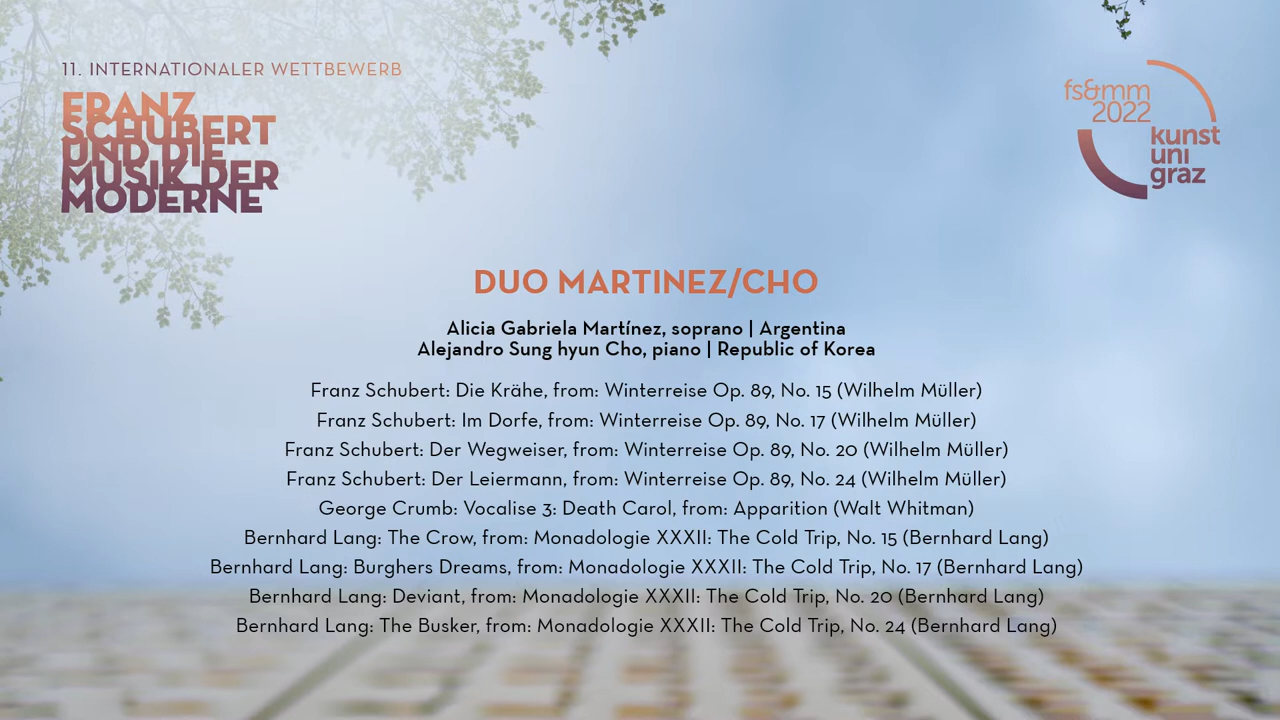 11. INTERNATIONALER WETTBEWERB
FRANZ
SCHUBERT
UND DIE
MUSIK DER
MODERNE
fs&mm
2022
kunst
uni
graz
DUO MARTINEZ/CHO
Alicia Gabriela Martínez, soprano | Argentina
Alejandro Sung hyun Cho, piano | Republic of Korea
Franz Schubert: Die Krähe, from: Winterreise Op. 89, No. 15 (Wilhelm Müller)
Franz Schubert: Im Dorfe, from: Winterreise Op. 89, No. 17 (Wilhelm Müller)
Franz Schubert: Der Wegweiser, from: Winterreise Op. 89, No. 20 (Wilhelm Müller)
Franz Schubert: Der Leiermann, from: Winterreise Op. 89, No. 24 (Wilhelm Müller)
George Crumb: Vocalise 3: Death Carol, from: Apparition (Walt Whitman)
Bernhard Lang: The Crow, from: Monadologie XXXII: The Cold Trip, No. 15 (Bernhard Lang)
Bernhard Lang: Burghers Dreams, from: Monadologie XXXII: The Cold Trip, No. 17 (Bernhard Lang)
Bernhard Lang: Deviant, from: Monadologie XXXII: The Cold Trip, No. 20 (Bernhard Lang)
Bernhard Lang: The Busker, from: Monadologie XXXII: The Cold Trip, No. 24 (Bernhard Lang)